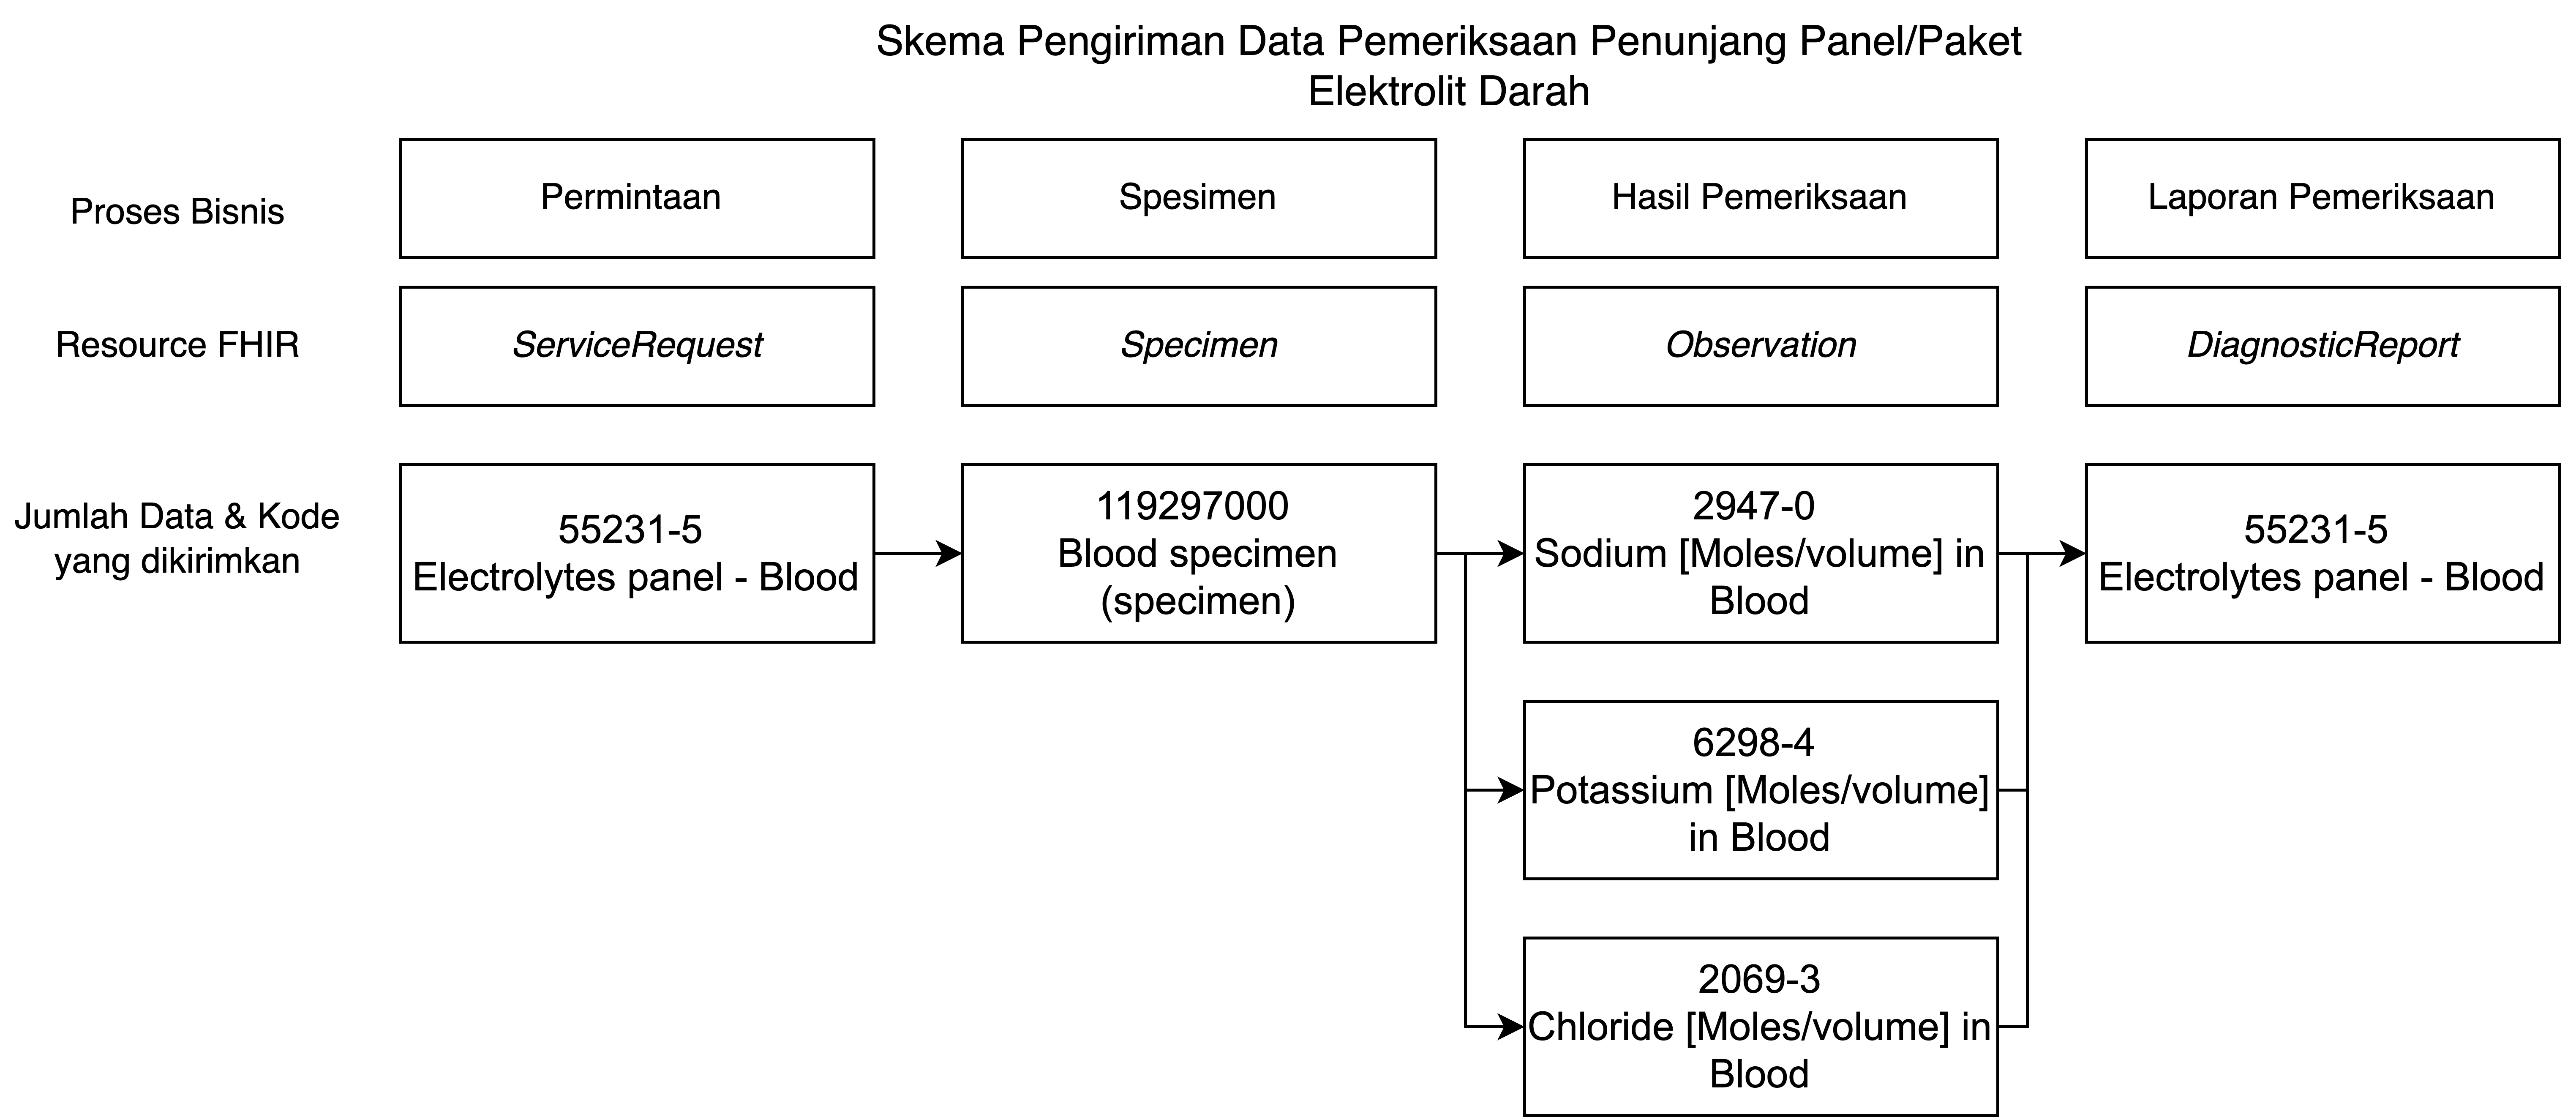 Skema Pengiriman Data Pemeriksaan Penunjang Panel/Paket
Elektrolit Darah
Proses Bisnis
Permintaan
Spesimen
Hasil Pemeriksaan
Laporan Pemeriksaan
Resource FHIR
ServiceRequest
Specimen
Observation
DiagnosticReport
Jumlah Data & Kode
yang dikirimkan
55231-5
Electrolytes panel - Blood
119297000
Blood specimen
(specimen)
2947-0
Sodium [Moles/volume] in
Blood
55231-5
Electrolytes panel - Blood
6298-4
Potassium [Moles/volume]
in Blood
2069-3
Chloride [Moles/volume] in
Blood